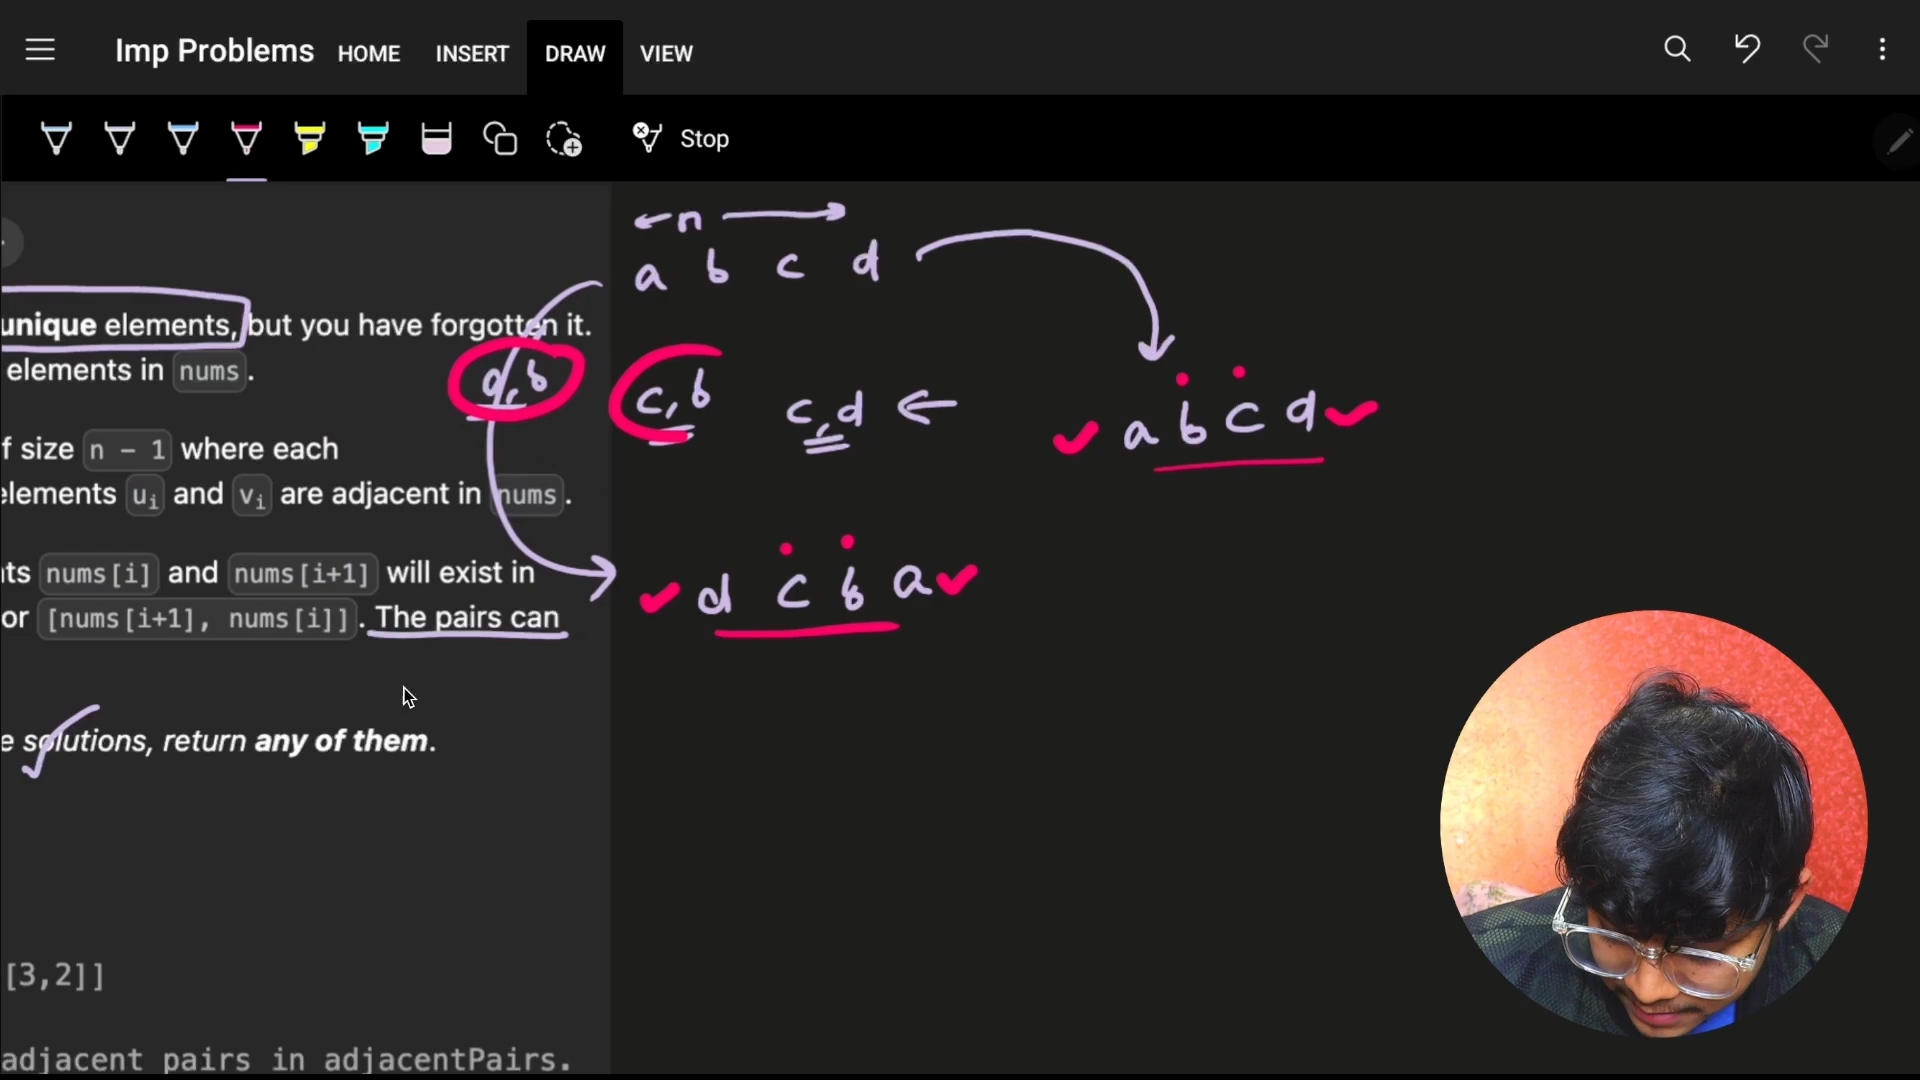 Imp Problems HOME INSERT DRAW VIEW
Stop
← n →
a b c d
unique elements, but you have forgotten it.
elements in nums.
a,b c,b c,d ←
a b c d
f size n - 1 where each
elements ui and vi are adjacent in nums.
d c b a
nts nums[i] and nums[i+1] will exist in
or [nums[i+1], nums[i]]. The pairs can
e solutions, return any of them.
[3,2]]
adjacent pairs in adjacentPairs.